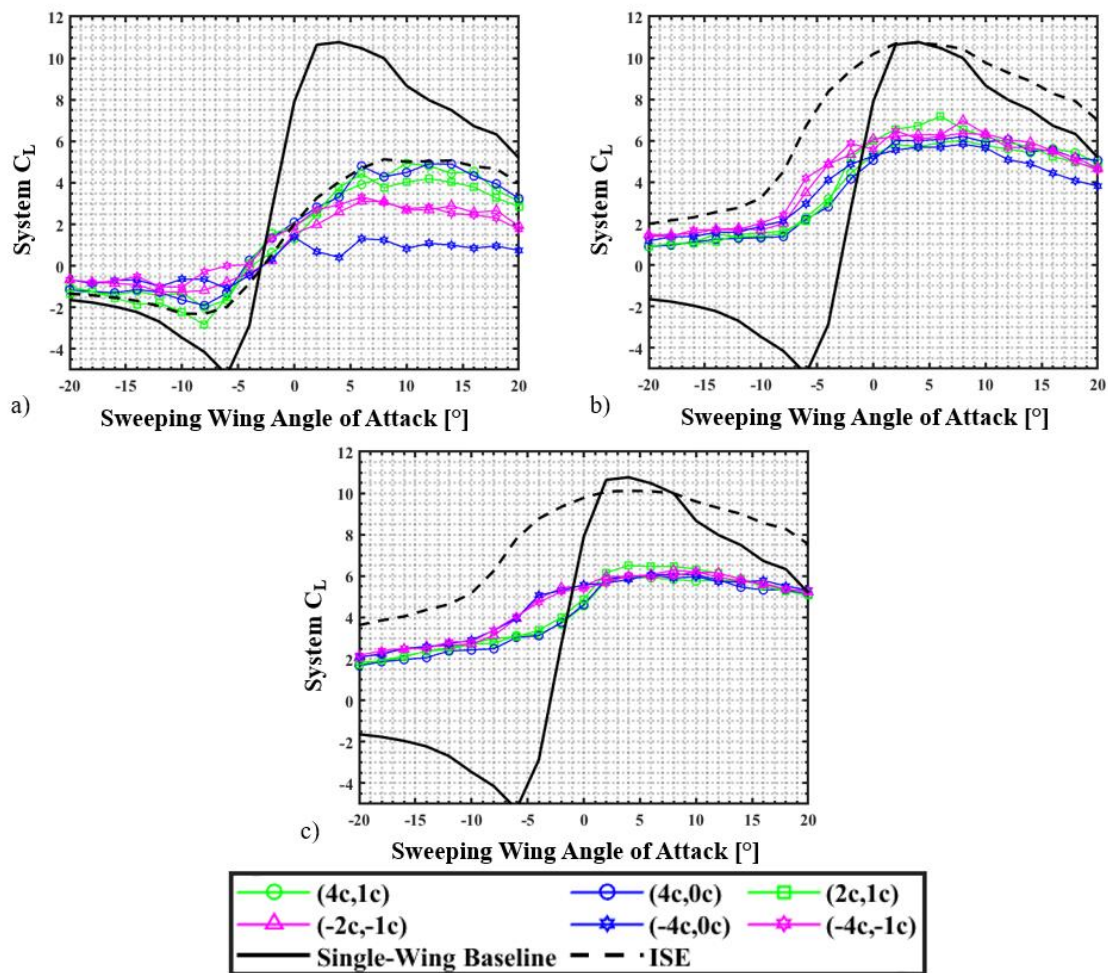 12
10
8
6
4
2
0
-2
-4
System C_L
-20 -15 -10 -5 0 5 10 15 20
a)
Sweeping Wing Angle of Attack [°]
12
10
8
6
4
2
0
-2
-4
System C_L
-20 -15 -10 -5 0 5 10 15 20
b)
Sweeping Wing Angle of Attack [°]
12
10
8
6
4
2
0
-2
-4
System C_L
-20 -15 -10 -5 0 5 10 15 20
c)
Sweeping Wing Angle of Attack [°]
(4c,1c) (4c,0c) (2c,1c)
(-2c,-1c) (-4c,0c) (-4c,-1c)
Single-Wing Baseline ISE